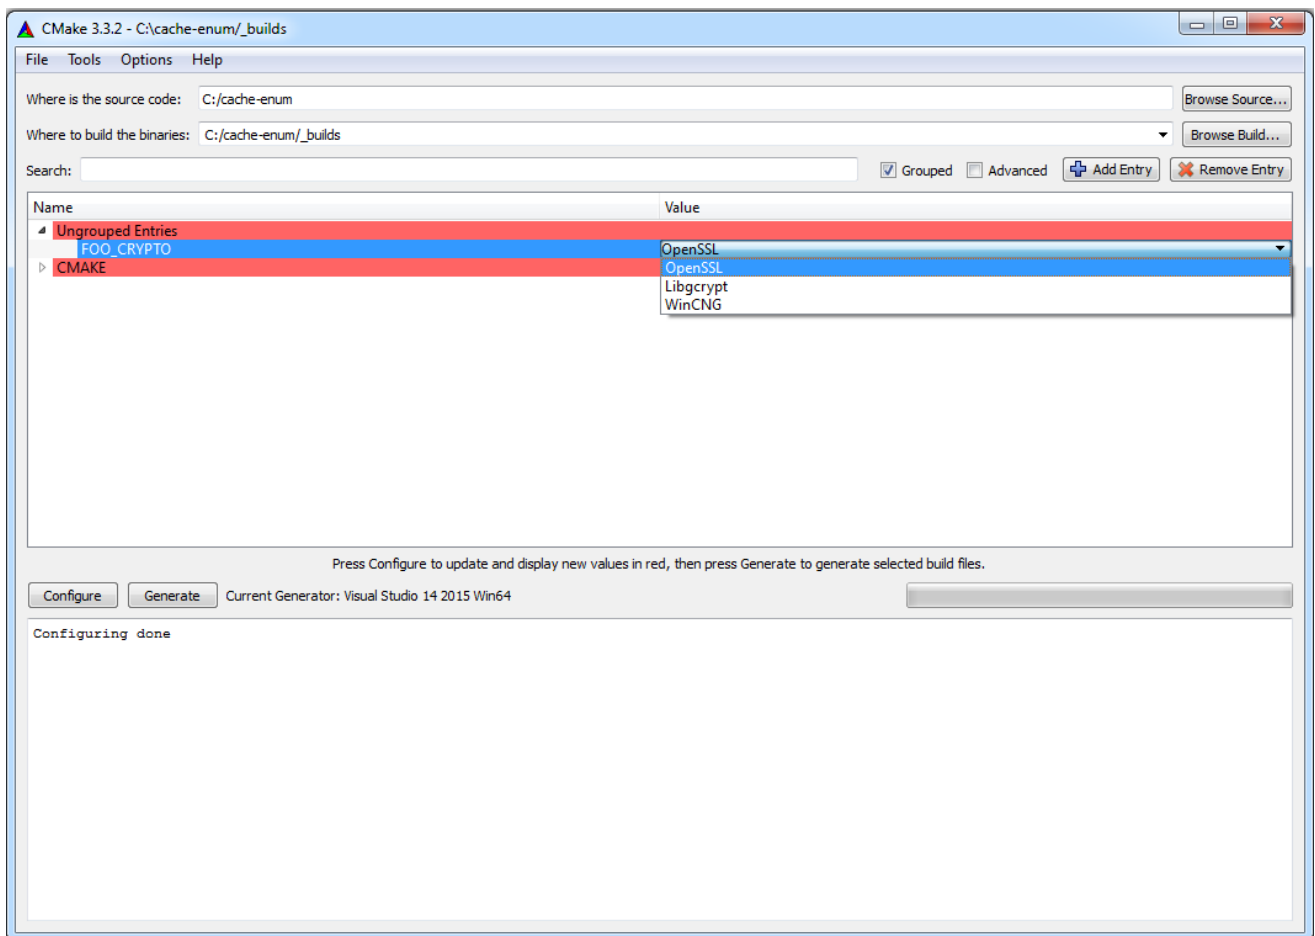 CMake 3.3.2 - C:\cache-enum/_builds
File Tools Options Help
Where is the source code: C:/cache-enum Browse Source...
Where to build the binaries: C:/cache-enum/_builds Browse Build...
Search: Grouped Advanced Add Entry Remove Entry
Name Value
Ungrouped Entries
FOO_CRYPTO OpenSSL
CMAKE OpenSSL
Libgcrypt
WinCNG
Press Configure to update and display new values in red, then press Generate to generate selected build files.
Configure Generate Current Generator: Visual Studio 14 2015 Win64
Configuring done